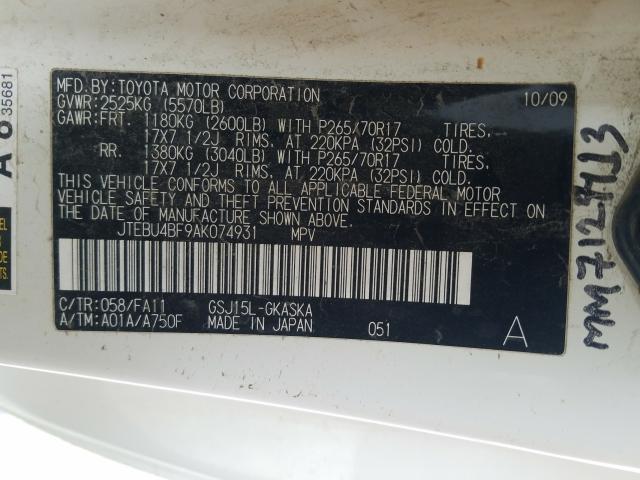 MFD.BY:TOYOTA MOTOR CORPORATION 10/09
GVWR:2525KG (5570LB)
GAWR:FRT. 1180KG (2600LB) WITH P265/70R17 TIRES.
17X7 1/2J RIMS. AT 220KPA (32PSI) COLD.
RR. 1380KG (3040LB) WITH P265/70R17 TIRES.
17X7 1/2J RIMS. AT 220KPA (32PSI) COLD.
THIS VEHICLE CONFORMS TO ALL APPLICABLE FEDERAL MOTOR
VEHICLE SAFETY AND THEFT PREVENTION STANDARDS IN EFFECT
ON THE DATE OF MANUFACTURE SHOWN ABOVE.
JTEBU4BF9AK074931 MPV
C/TR:058/FA11 GSJ15L-GKASKA
A/TM:A01A/A750F MADE IN JAPAN 051 A
35681